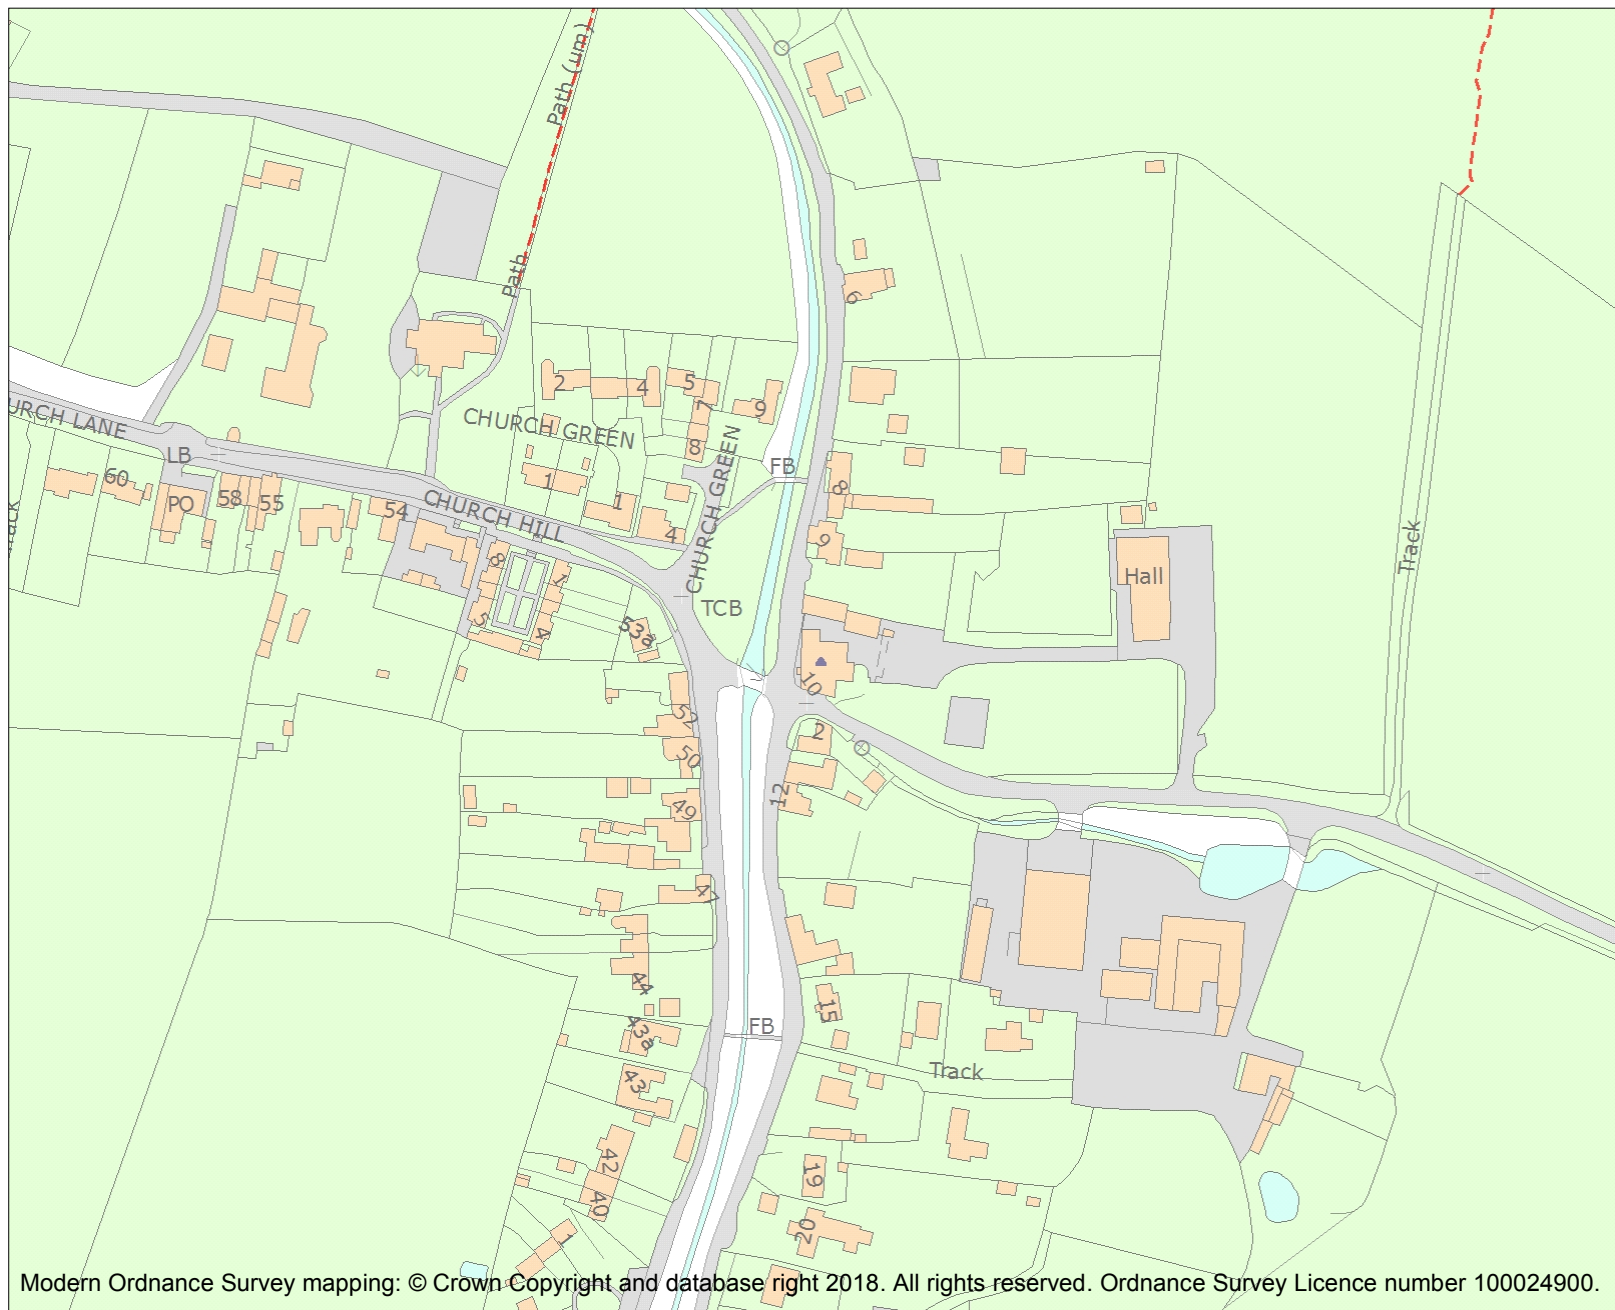 Path (um)
Path
6
2
4
5
7
9
8
CHURCH GREEN
CHURCH GREEN
FB
URCH LANE
LB
60
PO
58
55
54
CHURCH HILL
1
1
4
8
9
Track
8
1
5
4
53a
TCB
Hall
10
52
50
2
12
49
47
44
15
FB
43a
43
Track
42
40
19
20
1
Modern Ordnance Survey mapping: © Crown Copyright and database right 2018. All rights reserved. Ordnance Survey Licence number 100024900.